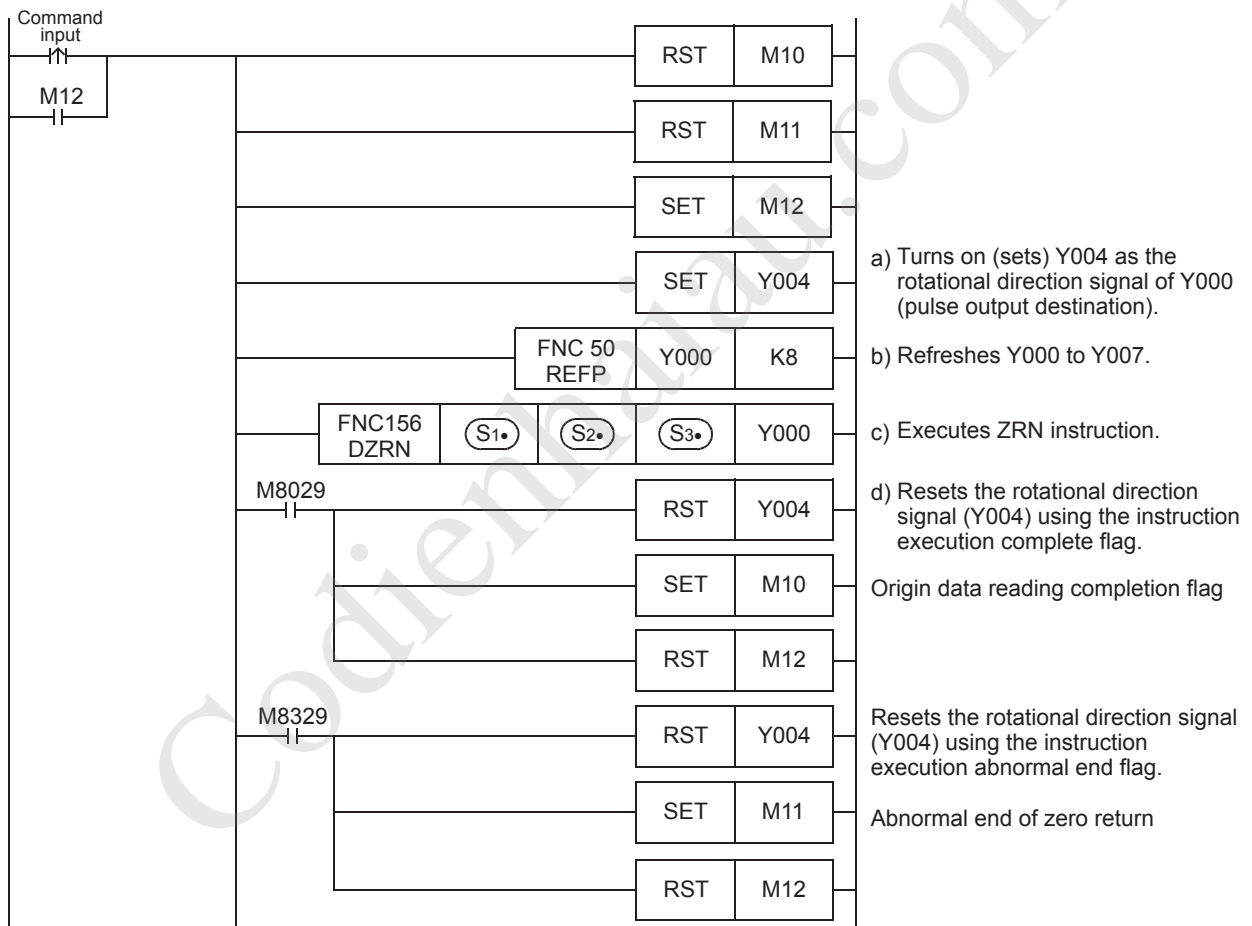 Command
input
RST M10
M12
RST M11
SET M12
SET Y004
a) Turns on (sets) Y004 as the
rotational direction signal of Y000
(pulse output destination).
FNC 50
REFP
Y000 K8
b) Refreshes Y000 to Y007.
FNC156
DZRN
S1• S2• S3• Y000
c) Executes ZRN instruction.
M8029
RST Y004
d) Resets the rotational direction
signal (Y004) using the instruction
execution complete flag.
SET M10
Origin data reading completion flag
RST M12
M8329
RST Y004
Resets the rotational direction signal
(Y004) using the instruction
execution abnormal end flag.
SET M11
Abnormal end of zero return
RST M12
Codienhaiau.com